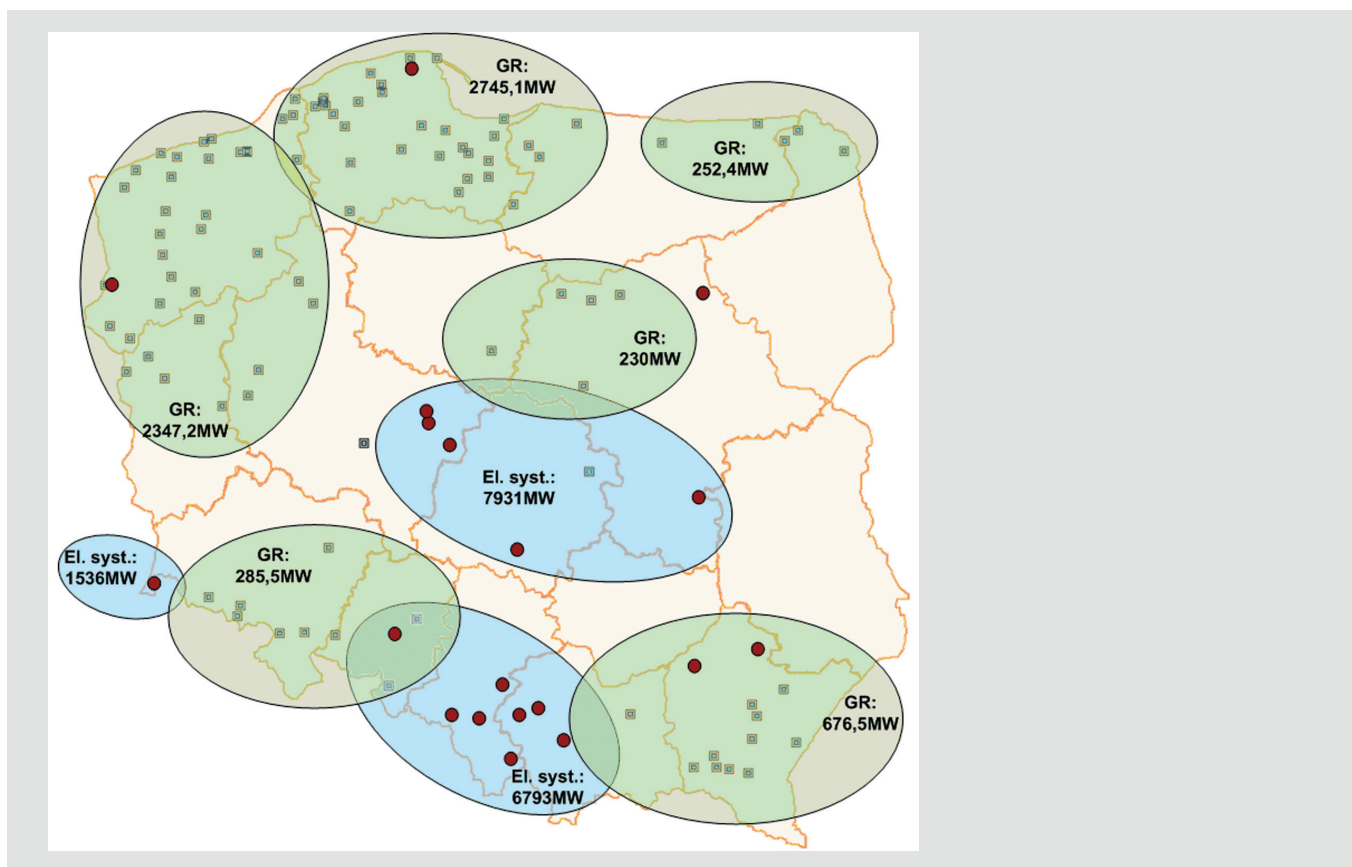 GR:
2745,1MW
GR:
252,4MW
GR:
230MW
GR:
2347,2MW
El. syst.:
7931MW
El. syst.:
1536MW
GR:
285,5MW
GR:
676,5MW
El. syst.:
6793MW